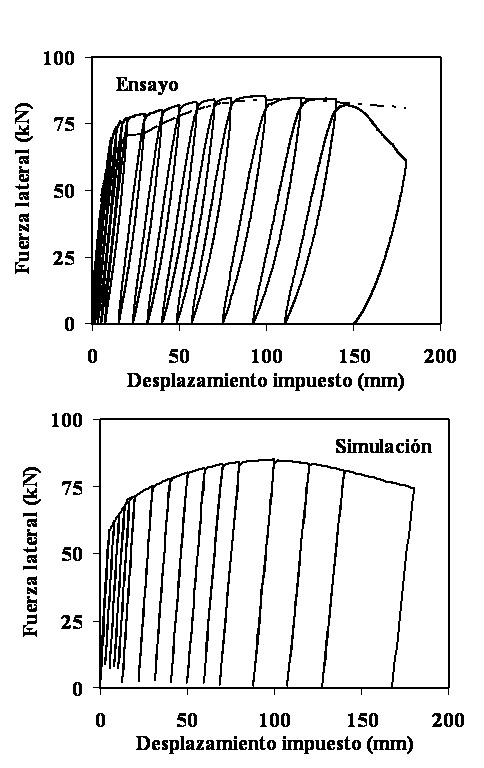 100
Ensayo
75
50
25
0
Fuerza lateral (kN)
0 50 100 150 200
Desplazamiento impuesto (mm)
100
Simulación
75
50
25
0
Fuerza lateral (kN)
0 50 100 150 200
Desplazamiento impuesto (mm)